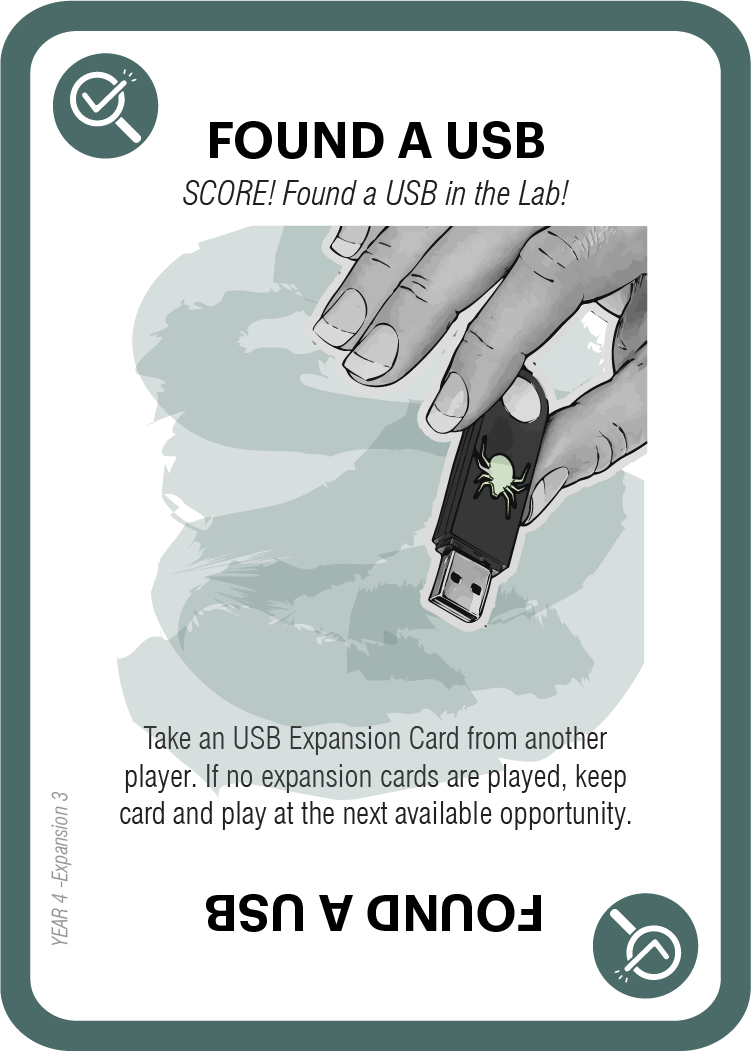 FOUND A USB
SCORE! Found a USB in the Lab!
Take an USB Expansion Card from another
player. If no expansion cards are played, keep
card and play at the next available opportunity.
YEAR 4 -Expansion 3
FOUND A USB